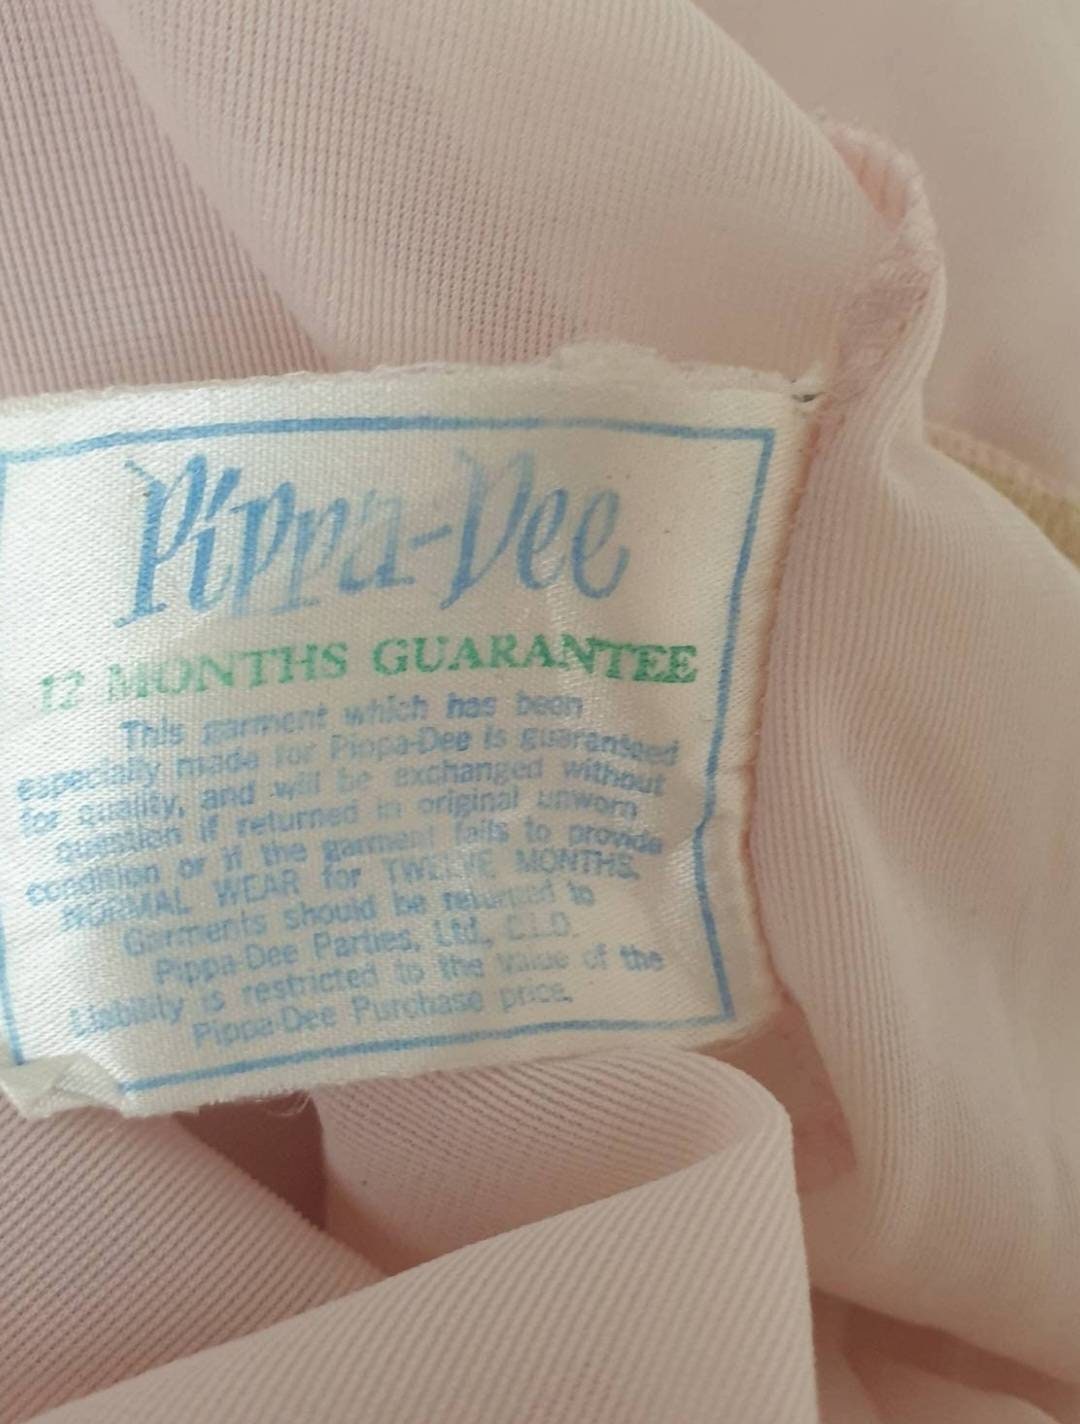 Pippa-Dee
12 MONTHS GUARANTEE
This garment which has been
especially made for Pippa-Dee is guaranteed
for quality, and will be exchanged without
question if returned in original unworn
condition or if the garment fails to provide
NORMAL WEAR for TWELVE MONTHS.
Garments should be returned to
Pippa-Dee Parties, Ltd.,
Liability is restricted to the value of the
Pippa-Dee Purchase price.